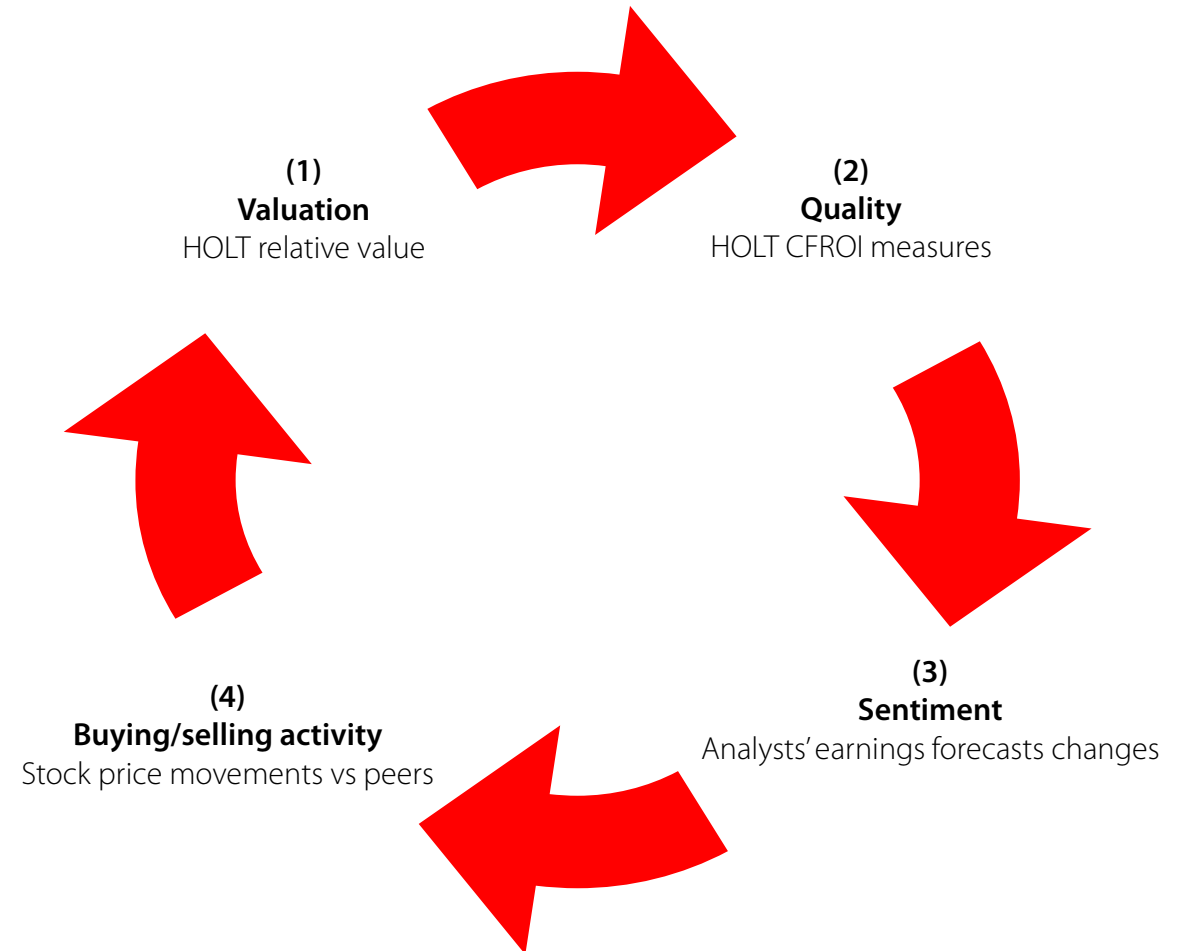 (1)
Valuation
HOLT relative value
(2)
Quality
HOLT CFROI measures
(3)
Sentiment
Analysts’ earnings forecasts changes
(4)
Buying/selling activity
Stock price movements vs peers